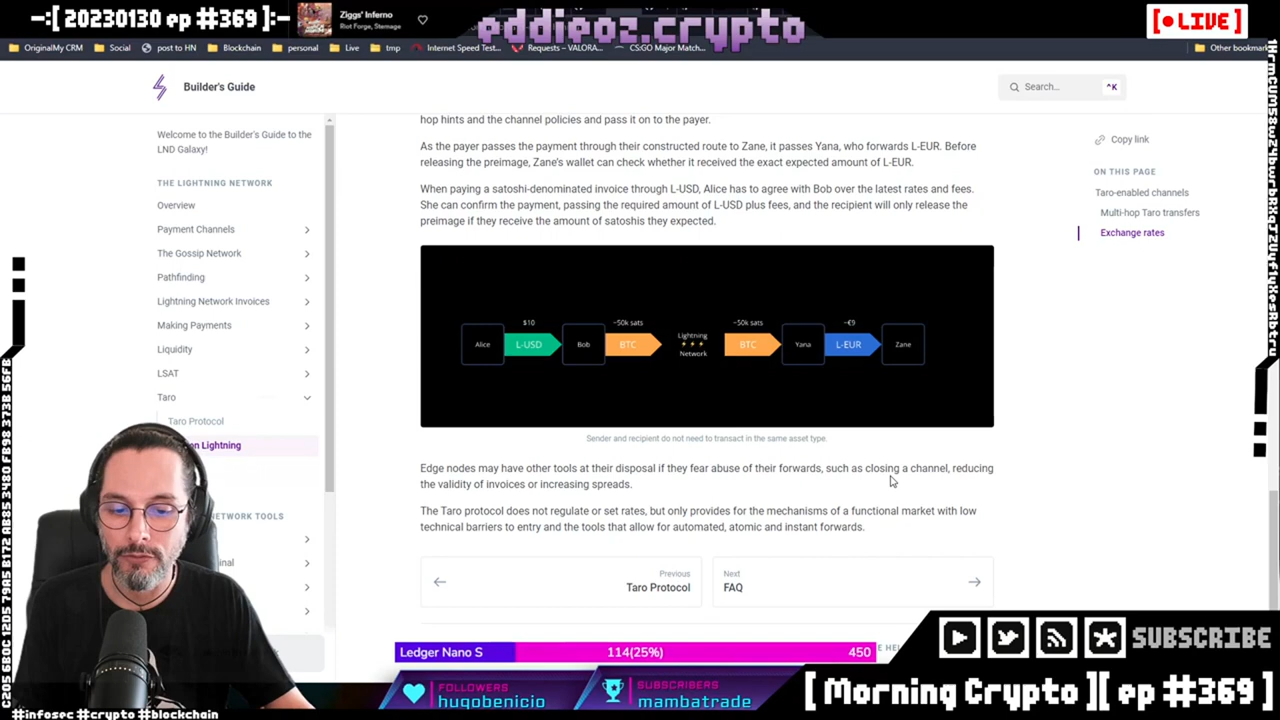 -:[ 20230130 ep #369 ]:-
Ziggs' Inferno
Riot Forge, Stemage
eddieoz.crypto
[ LIVE ]
OriginalMy CRM
Social
post to HN
Blockchain
personal
Live
tmp
Internet Speed Test...
Requests – VALORA...
CS:GO Major Match...
Other bookmar
Builder's Guide
Search...
^K
Welcome to the Builder's Guide to the
LND Galaxy!
THE LIGHTNING NETWORK
Overview
Payment Channels
The Gossip Network
Pathfinding
Lightning Network Invoices
Making Payments
Liquidity
LSAT
Taro
Taro Protocol
on Lightning
NETWORK TOOLS
hop hints and the channel policies and pass it on to the payer.
As the payer passes the payment through their constructed route to Zane, it passes Yana, who forwards L-EUR. Before
releasing the preimage, Zane's wallet can check whether it received the exact expected amount of L-EUR.
When paying a satoshi-denominated invoice through L-USD, Alice has to agree with Bob over the latest rates and fees.
She can confirm the payment, passing the required amount of L-USD plus fees, and the recipient will only release the
preimage if they receive the amount of satoshis they expected.
$10
~50k sats
~50k sats
~€9
Alice
L-USD
Bob
BTC
Lightning
Network
BTC
Yana
L-EUR
Zane
Sender and recipient do not need to transact in the same asset type.
Edge nodes may have other tools at their disposal if they fear abuse of their forwards, such as closing a channel, reducing
the validity of invoices or increasing spreads.
The Taro protocol does not regulate or set rates, but only provides for the mechanisms of a functional market with low
technical barriers to entry and the tools that allow for automated, atomic and instant forwards.
Previous
Taro Protocol
Next
FAQ
Copy link
ON THIS PAGE
Taro-enabled channels
Multi-hop Taro transfers
Exchange rates
Ledger Nano S
114(25%)
450
FOLLOWERS
hugobenicio
SUBSCRIBERS
mambatrade
SUBSCRIBE
[ Morning Crypto ][ ep #369 ]
#infosec #crypto #blockchain